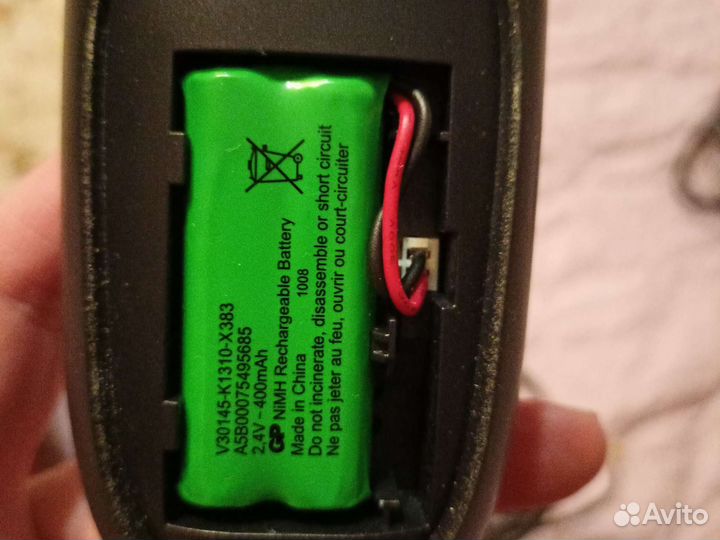 V30145-K1310-X383
A5B00075495685
2,4V – 400mAh
GP NiMH Rechargeable Battery
Made in China 1008
Do not incinerate, disassemble or short circuit
Ne pas jeter au feu, ouvrir ou court-circuiter
Avito